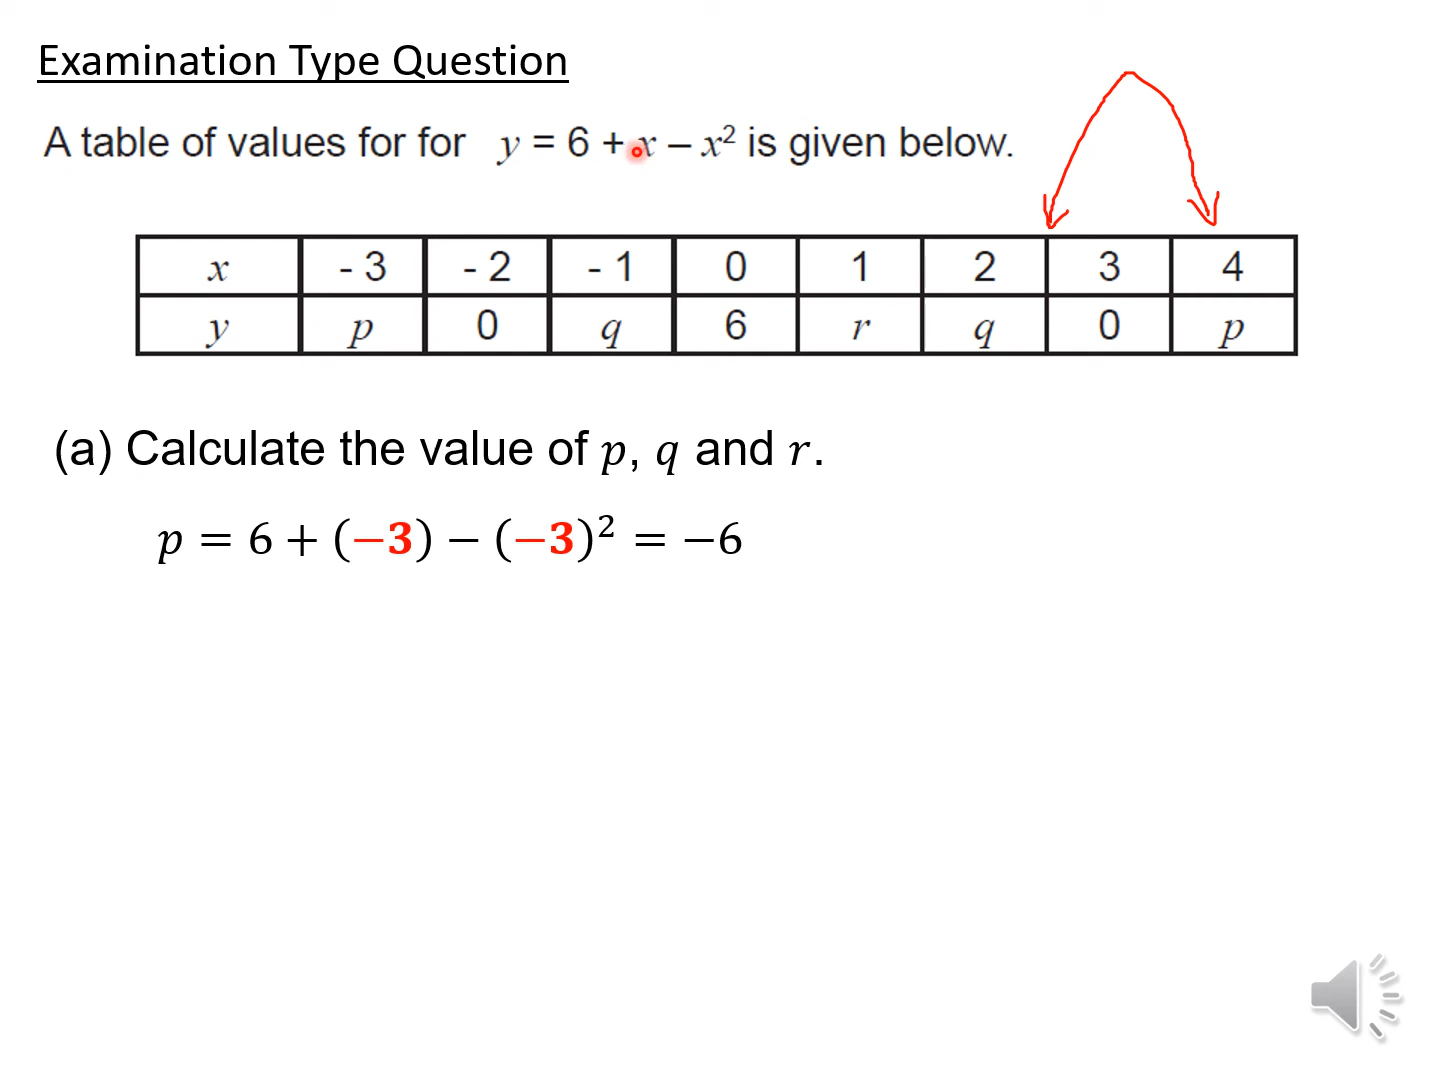 Examination Type Question
A table of values for for y = 6 + x – x² is given below.
x - 3 - 2 - 1 0 1 2 3 4
y p 0 q 6 r q 0 p
(a) Calculate the value of p, q and r.
p = 6 + (−3) − (−3)² = −6